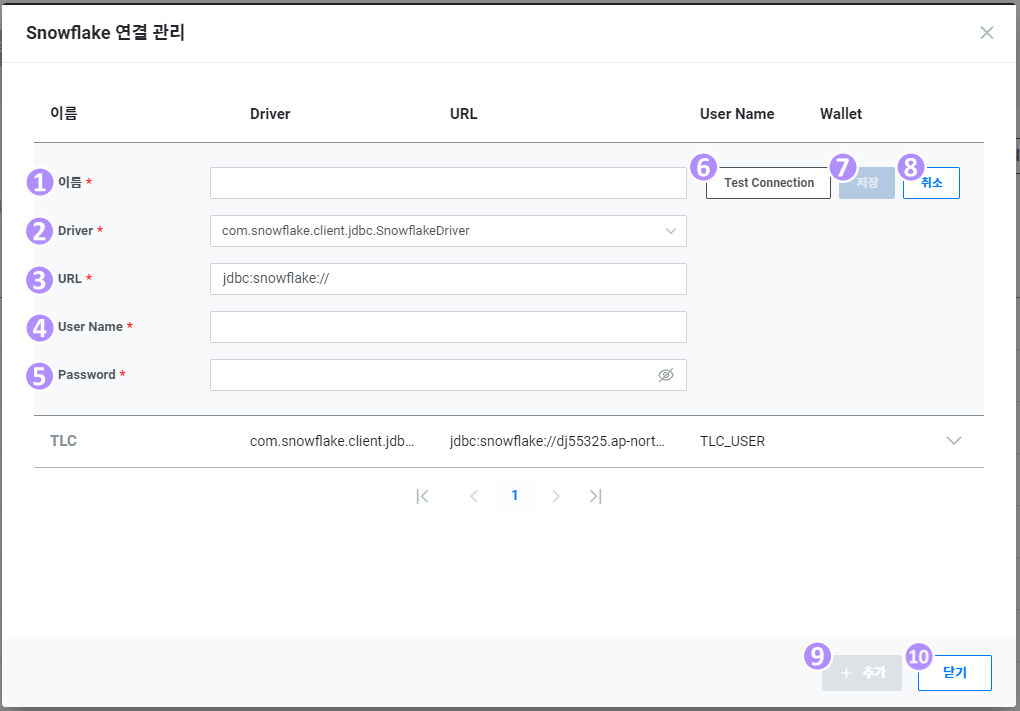 Snowflake 연결 관리
이름 Driver URL User Name Wallet
1 이름 * 6 Test Connection 7 저장 8 취소
2 Driver * com.snowflake.client.jdbc.SnowflakeDriver
3 URL * jdbc:snowflake://
4 User Name *
5 Password *
TLC com.snowflake.client.jdb... jdbc:snowflake://dj55325.ap-nort... TLC_USER
1
9 + 추가 10 닫기